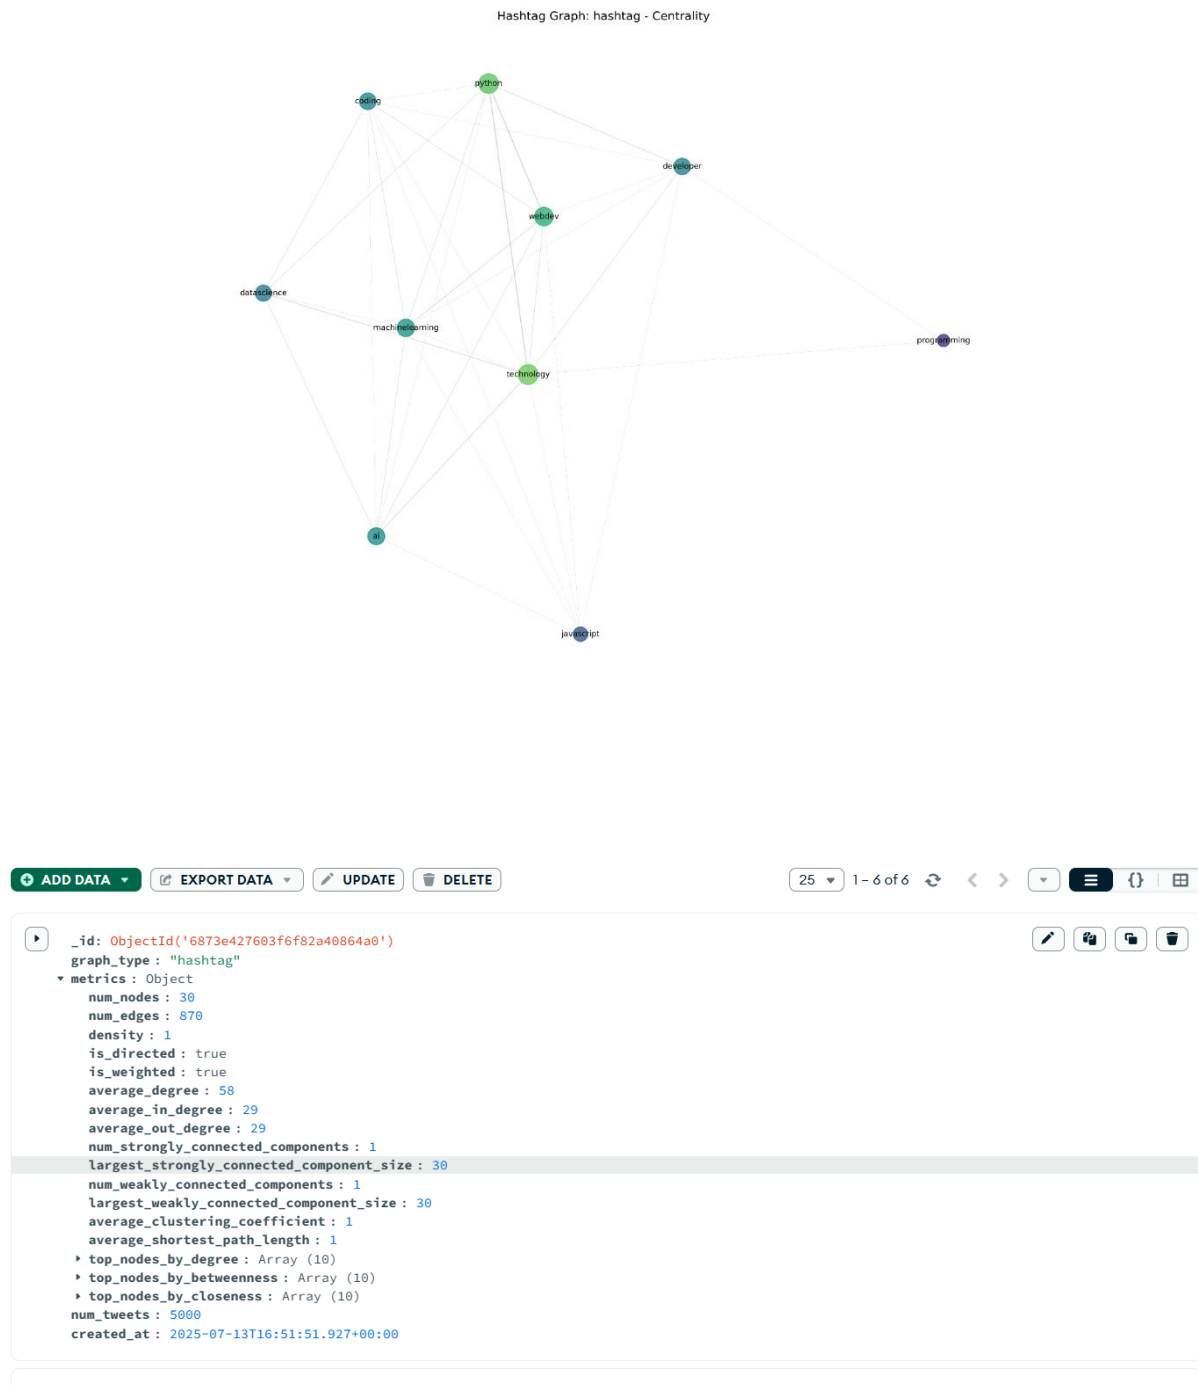 Hashtag Graph: hashtag - Centrality
python
coding
developer
webdev
datascience
machinelearning
programming
technology
ai
javascript
ADD DATA
EXPORT DATA
UPDATE
DELETE
25
1 – 6 of 6
{}
_id: ObjectId('6873e427603f6f82a40864a0')
graph_type : "hashtag"
metrics : Object
num_nodes : 30
num_edges : 870
density : 1
is_directed : true
is_weighted : true
average_degree : 58
average_in_degree : 29
average_out_degree : 29
num_strongly_connected_components : 1
largest_strongly_connected_component_size : 30
num_weakly_connected_components : 1
largest_weakly_connected_component_size : 30
average_clustering_coefficient : 1
average_shortest_path_length : 1
top_nodes_by_degree : Array (10)
top_nodes_by_betweenness : Array (10)
top_nodes_by_closeness : Array (10)
num_tweets : 5000
created_at : 2025-07-13T16:51:51.927+00:00